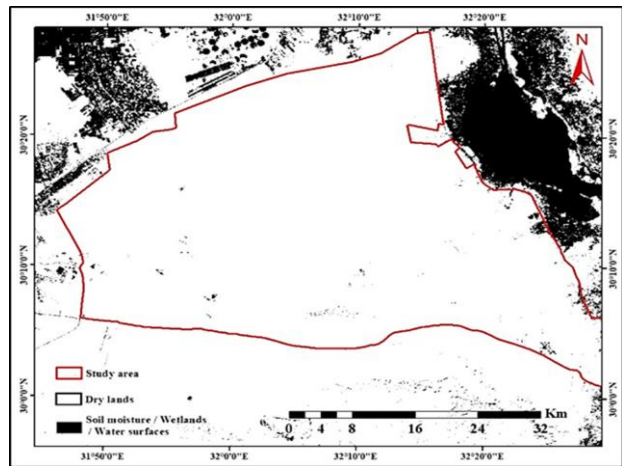 31°50'0"E 32°0'0"E 32°10'0"E 32°20'0"E
N
30°20'0"N 30°20'0"N
30°10'0"N 30°10'0"N
30°0'0"N 30°0'0"N
Study area
Dry lands
Soil moisture / Wetlands
/ Water surfaces
Km
0 4 8 16 24 32
31°50'0"E 32°0'0"E 32°10'0"E 32°20'0"E